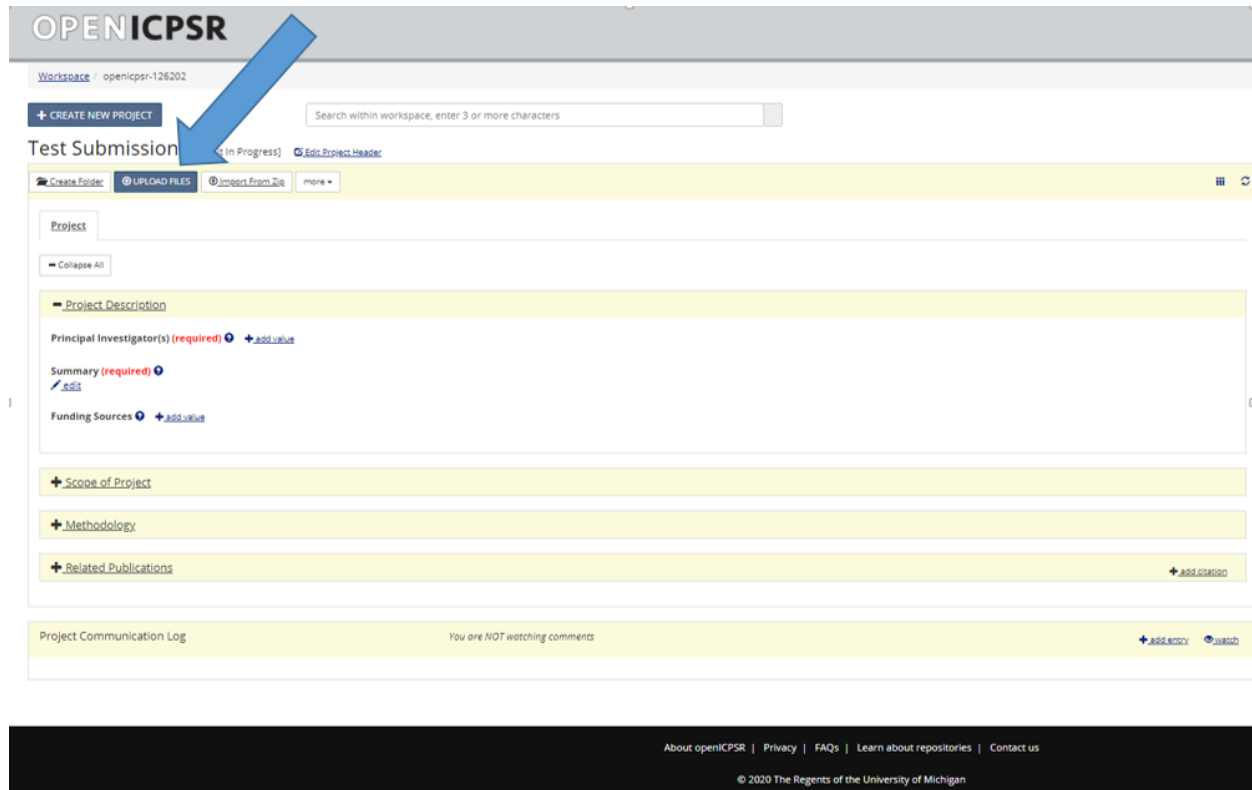 OPENICPSR
Workspace / openicpsr-126202
+ CREATE NEW PROJECT
Search within workspace, enter 3 or more characters
Test Submission In Progress] Edit Project Header
Create Folder UPLOAD FILES Import From Zip more
Project
Collapse All
Project Description
Principal Investigator(s) (required) + add value
Summary (required)
edit
Funding Sources + add value
+ Scope of Project
+ Methodology
+ Related Publications + add citation
Project Communication Log You are NOT watching comments + add entry watch
About openICPSR | Privacy | FAQs | Learn about repositories | Contact us
© 2020 The Regents of the University of Michigan